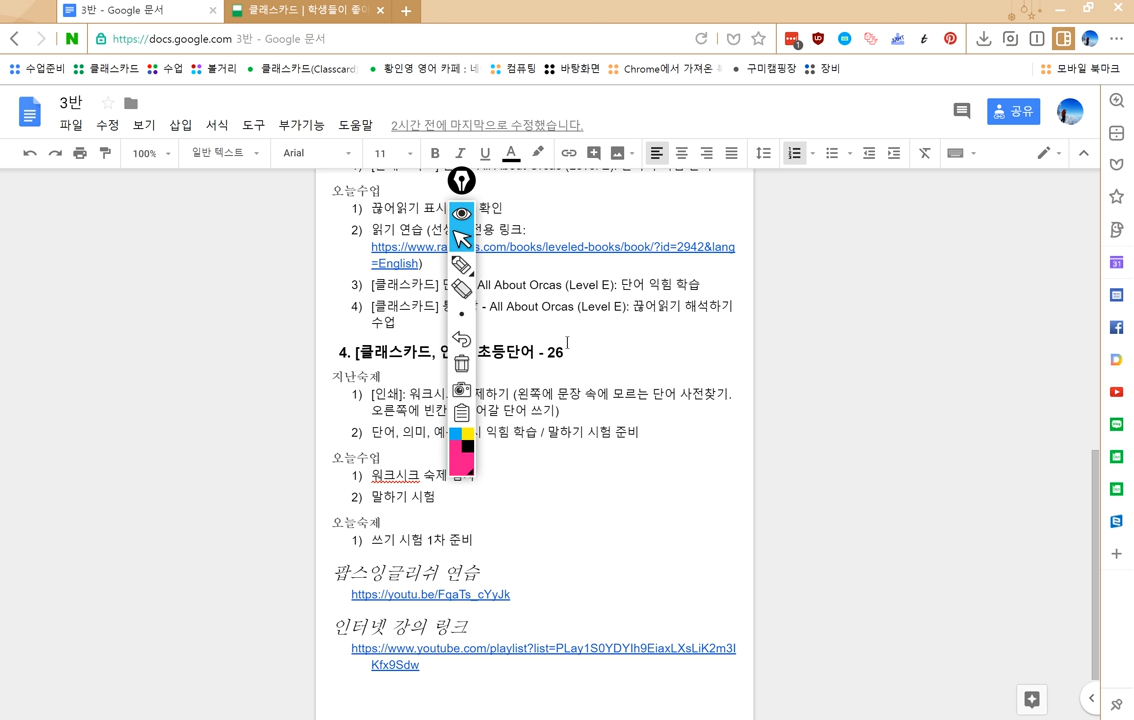 3반 - Google 문서
클래스카드 | 학생들이 좋아
N https://docs.google.com 3반 - Google 문서
수업준비 클래스카드 수업 볼거리 클래스카드(Classcard) 황인영 영어 카페 : 네 컴퓨팅 바탕화면 Chrome에서 가져온 구미캠핑장 장비 모바일 북마크
3반
파일 수정 보기 삽입 서식 도구 부가기능 도움말 2시간 전에 마지막으로 수정했습니다.
공유
100% 일반 텍스트 Arial 11
오늘수업
1) 끊어읽기 표시 확인
2) 읽기 연습 (선생 전용 링크:
https://www.ra s.com/books/leveled-books/book/?id=2942&lang
=English)
3) [클래스카드] All About Orcas (Level E): 단어 익힘 학습
4) [클래스카드] - All About Orcas (Level E): 끊어읽기 해석하기
수업
4. [클래스카드, 초등단어 - 26
지난숙제
1) [인쇄]: 워크시 제하기 (왼쪽에 문장 속에 모르는 단어 사전찾기.
오른쪽에 빈칸 어갈 단어 쓰기)
2) 단어, 의미, 예 시 익힘 학습 / 말하기 시험 준비
오늘수업
1) 워크시크 숙제
2) 말하기 시험
오늘숙제
1) 쓰기 시험 1차 준비
팝스잉글리쉬 연습
https://youtu.be/FqaTs_cYyJk
인터넷 강의 링크
https://www.youtube.com/playlist?list=PLay1S0YDYIh9EiaxLXsLiK2m3I
Kfx9Sdw